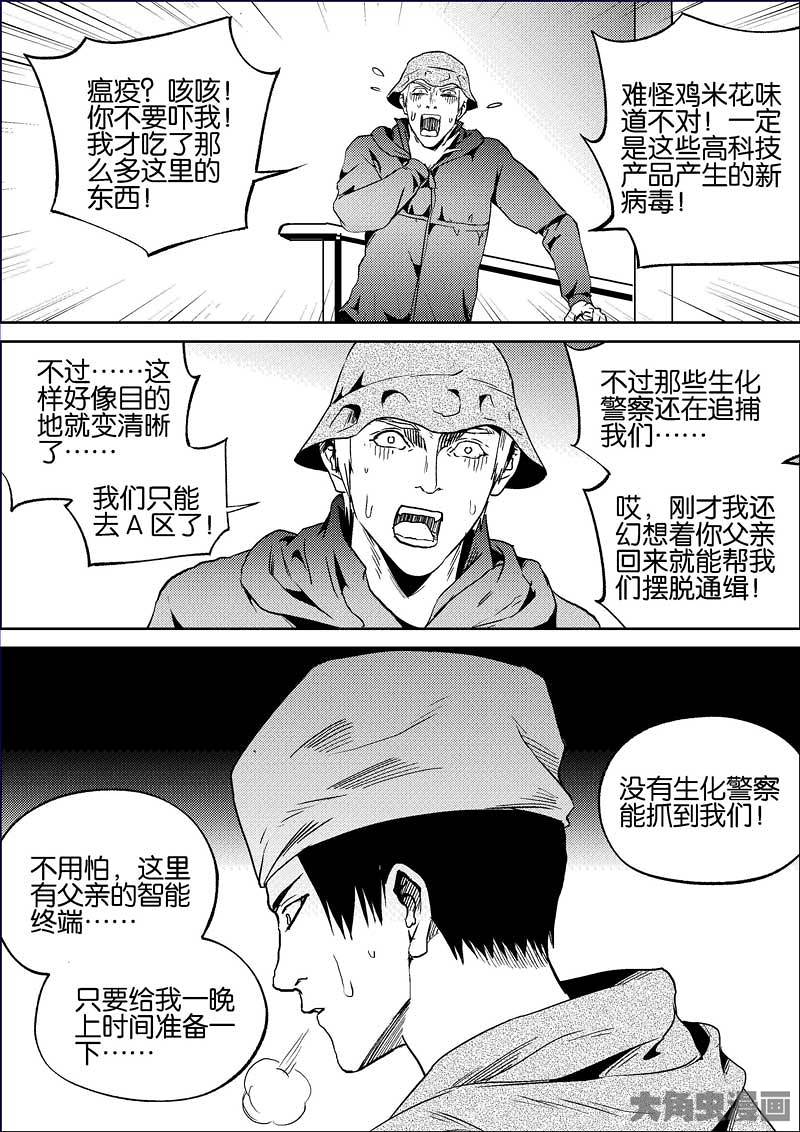 瘟疫？咳咳！
你不要吓我！
我才吃了那
么多这里的
东西！
难怪鸡米花味
道不对！一定
是这些高科技
产品产生的新
病毒！
不过……这
样好像目的
地就变清晰
了……
我们只能
去A区了！
不过那些生化
警察还在追捕
我们……
哎，刚才我还
幻想着你父亲
回来就能帮我
们摆脱通缉！
不用怕，这里
有父亲的智能
终端……
只要给我一晚
上时间准备一
下……
没有生化警察
能抓到我们！
大角虫漫画